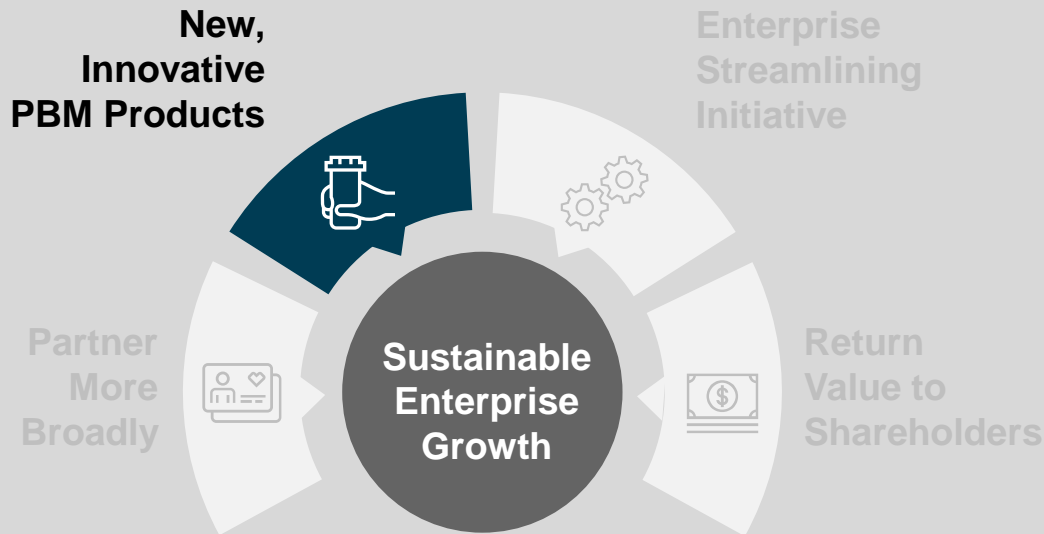 New,
Innovative
PBM Products
Enterprise
Streamlining
Initiative
Partner
More
Broadly
Sustainable
Enterprise
Growth
$
Return
Value to
Shareholders